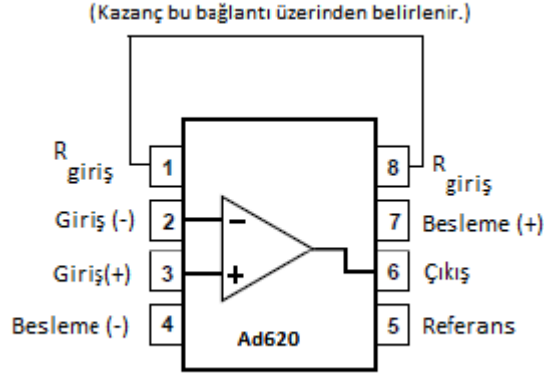 (Kazanç bu bağlantı üzerinden belirlenir.)
R giriş
1
8
R giriş
Giriş (-)
2
-
7
Besleme (+)
Giriş(+)
3
+
6
Çıkış
Besleme (-)
4
Ad620
5
Referans